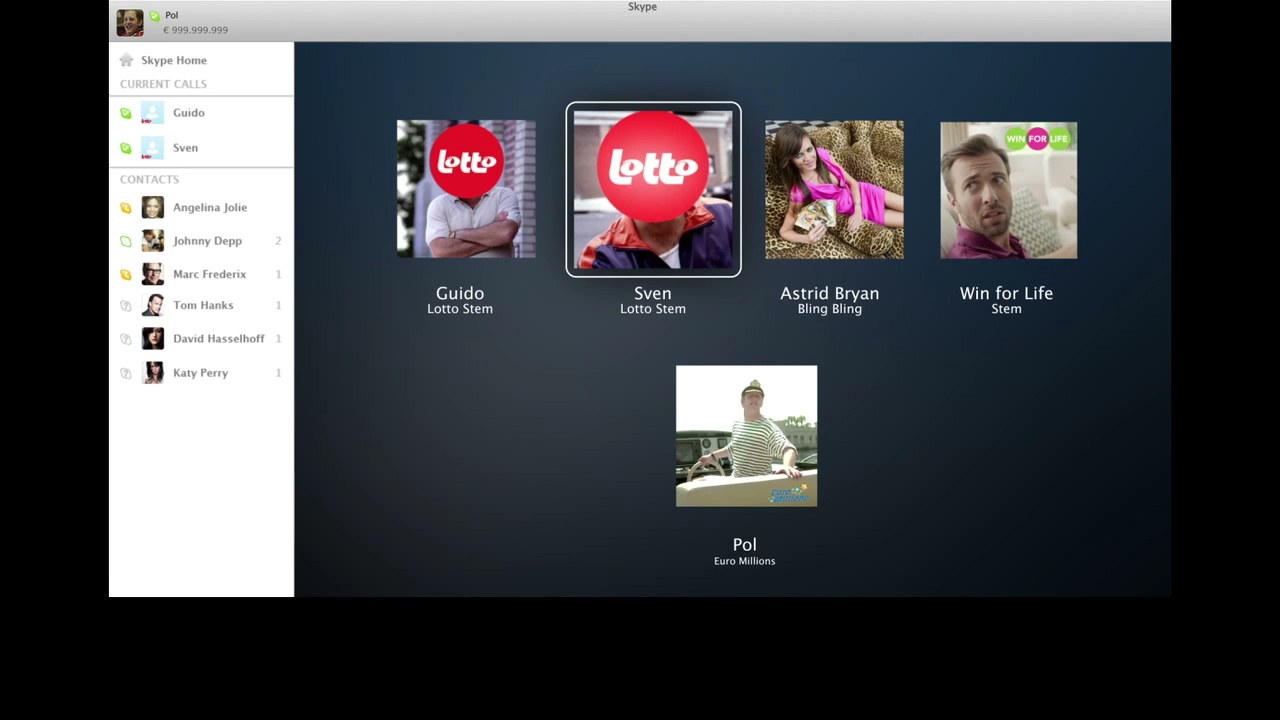 Skype
Pol
€ 999.999.999
Skype Home
CURRENT CALLS
Guido
Sven
CONTACTS
Angelina Jolie
Johnny Depp 2
Marc Frederix 1
Tom Hanks 1
David Hasselhoff 1
Katy Perry 1
Lotto
Lotto
WIN FOR LIFE
Guido
Lotto Stem
Sven
Lotto Stem
Astrid Bryan
Bling Bling
Win for Life
Stem
Euro Millions
Pol
Euro Millions